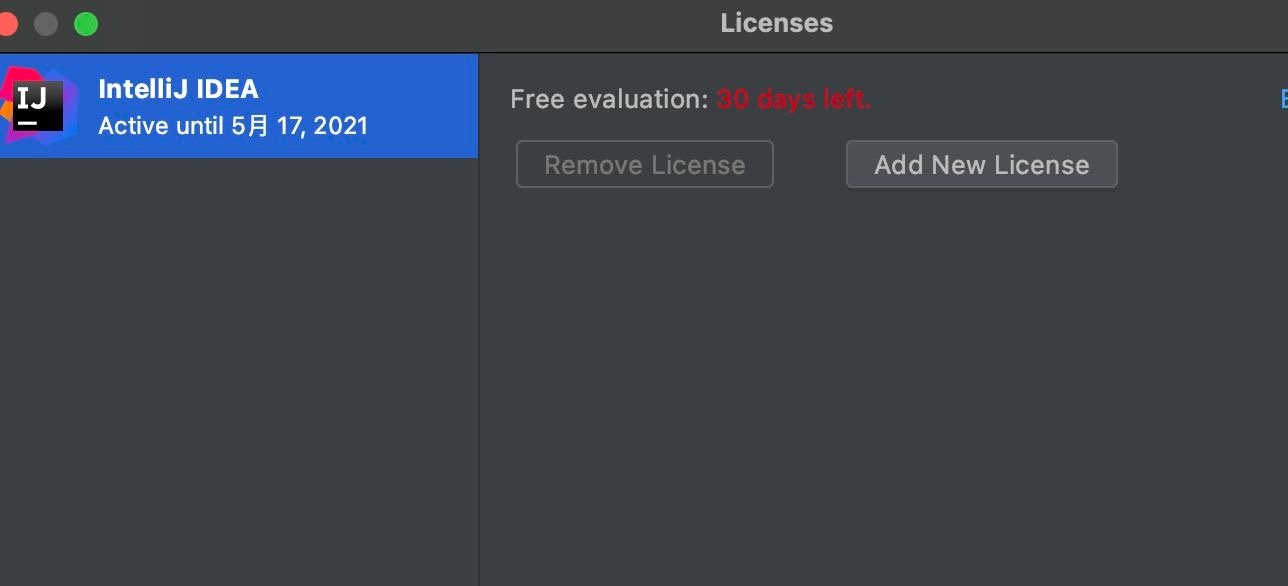 Licenses
IJ
IntelliJ IDEA
Active until 5月 17, 2021
Free evaluation: 30 days left.
Remove License
Add New License